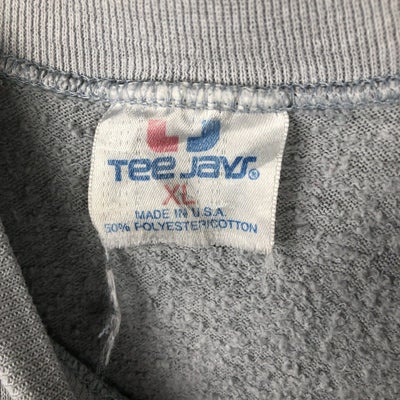 Tee Jays®
XL
MADE IN U.S.A.
50% POLYESTER/COTTON